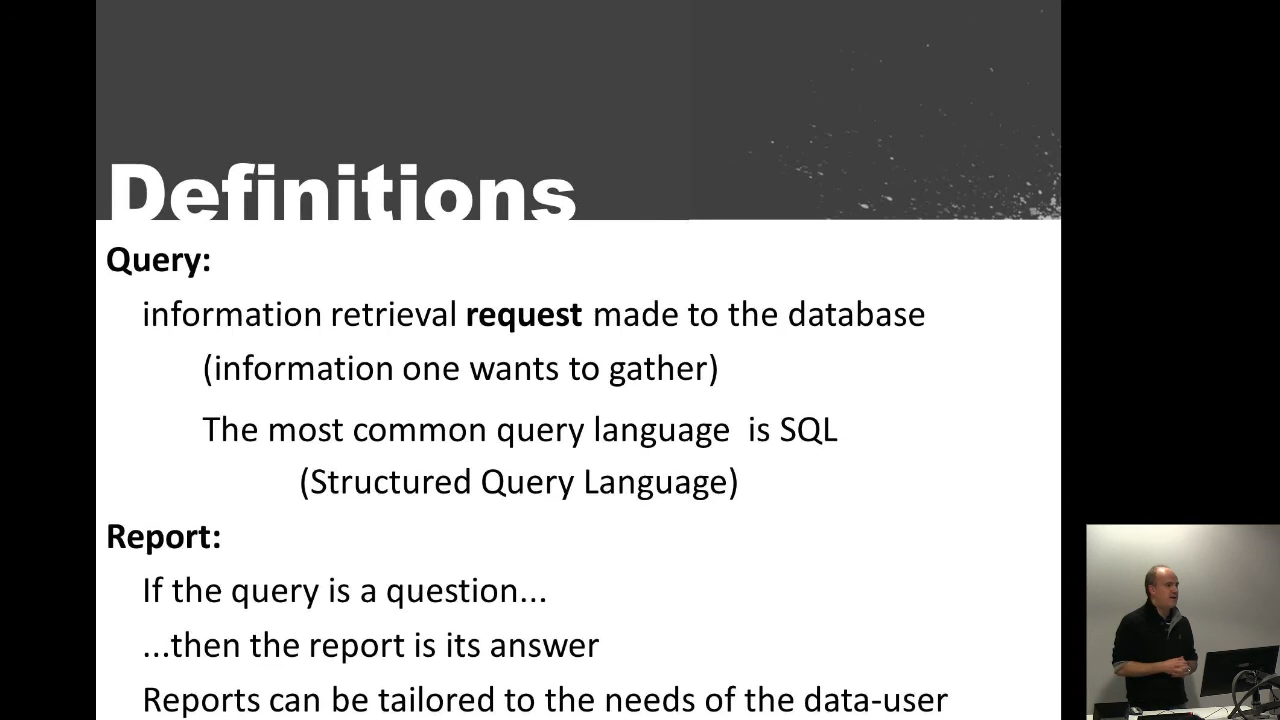 Definitions
Query:
information retrieval request made to the database
(information one wants to gather)
The most common query language is SQL
(Structured Query Language)
Report:
If the query is a question...
...then the report is its answer
Reports can be tailored to the needs of the data-user